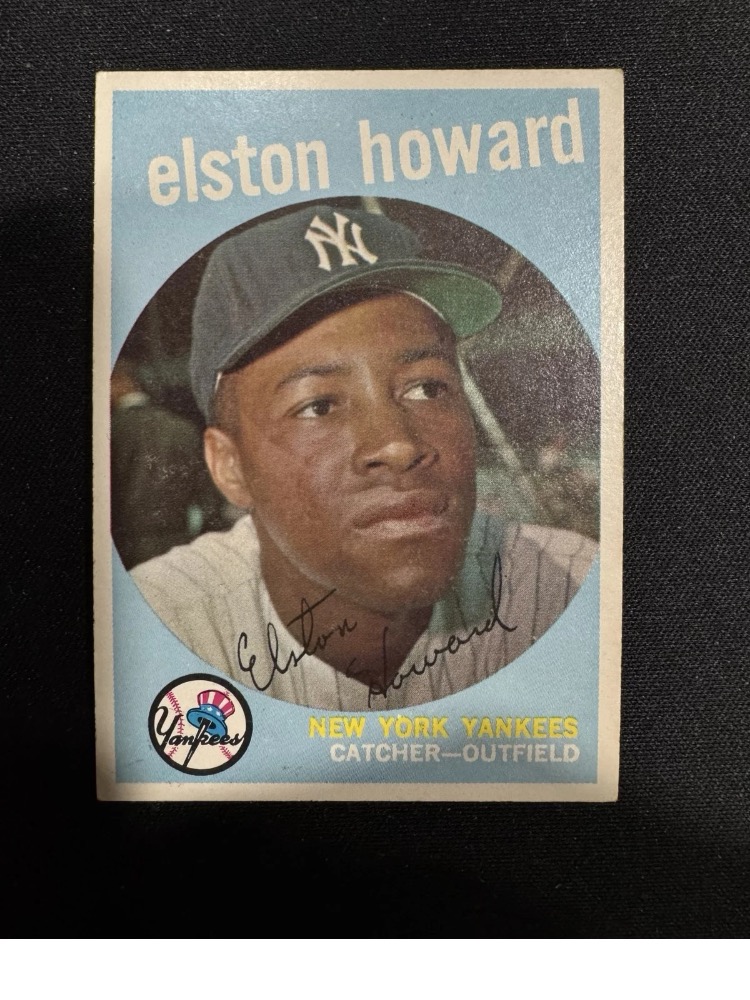 elston howard
NY
Elston
Howard
Yankees
NEW YORK YANKEES
CATCHER—OUTFIELD